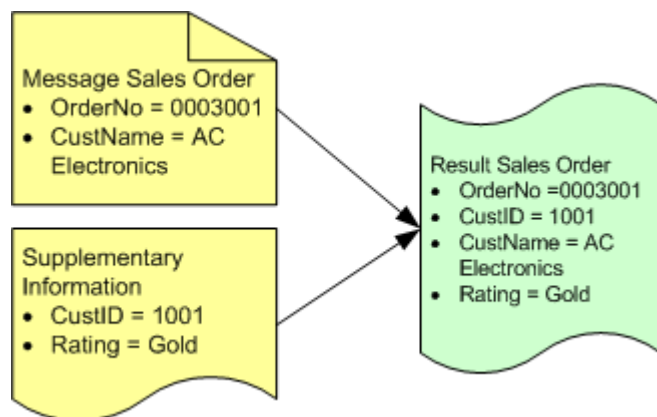 Message Sales Order
• OrderNo = 0003001
• CustName = AC
Electronics
Supplementary
Information
• CustID = 1001
• Rating = Gold
Result Sales Order
• OrderNo =0003001
• CustID = 1001
• CustName = AC
Electronics
• Rating = Gold